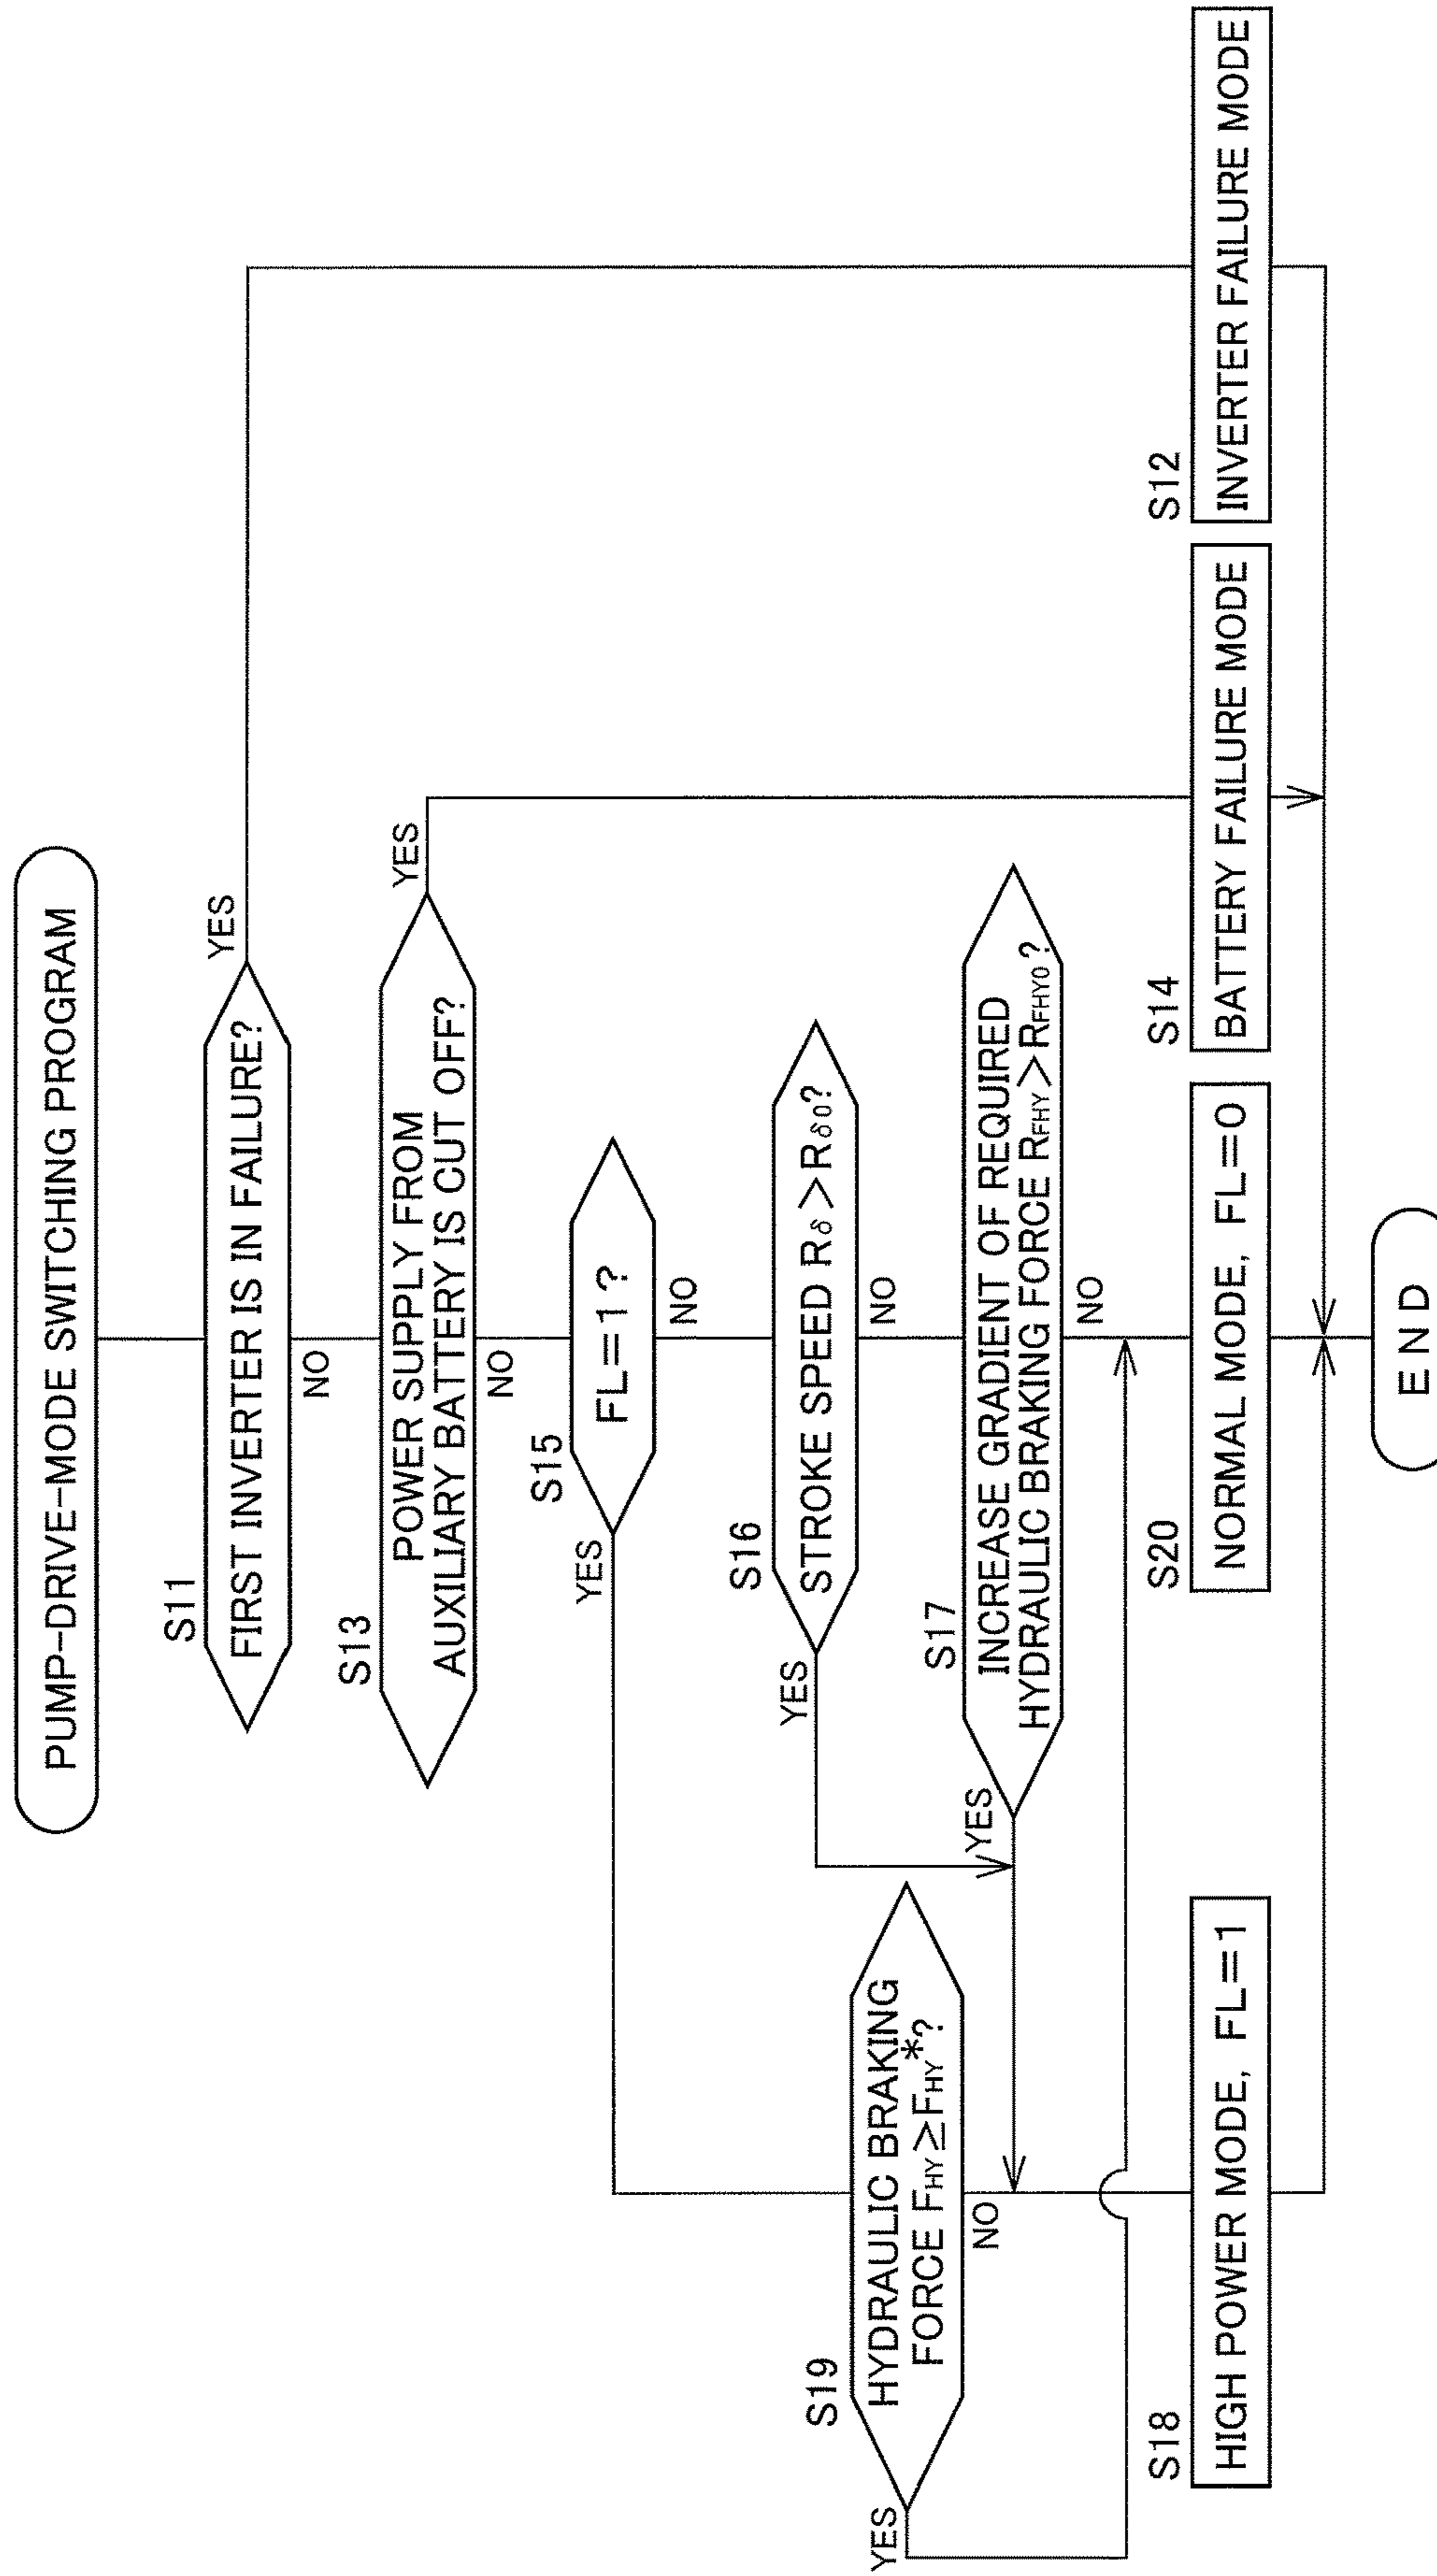 PUMP-DRIVE-MODE SWITCHING PROGRAM
S11
FIRST INVERTER IS IN FAILURE?
YES
NO
S13
POWER SUPPLY FROM
AUXILIARY BATTERY IS CUT OFF?
YES
NO
S15
FL=1?
YES
NO
S16
STROKE SPEED Rδ>Rδ0?
YES
NO
S17
INCREASE GRADIENT OF REQUIRED
HYDRAULIC BRAKING FORCE RFHY>RFHY0?
YES
NO
S19
HYDRAULIC BRAKING
FORCE FHY≥FHY*?
YES
NO
S18
HIGH POWER MODE, FL=1
S20
NORMAL MODE, FL=0
S14
BATTERY FAILURE MODE
S12
INVERTER FAILURE MODE
END